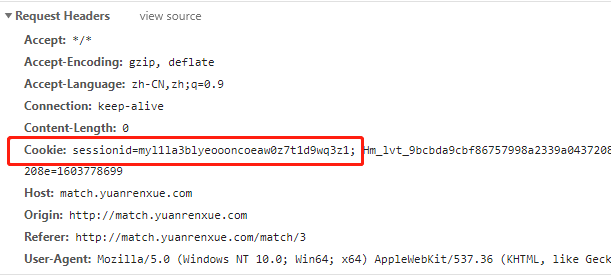 Request Headers view source
Accept: */*
Accept-Encoding: gzip, deflate
Accept-Language: zh-CN,zh;q=0.9
Connection: keep-alive
Content-Length: 0
Cookie: sessionid=myl11a3blyeoooncoeaw0z7t1d9wq3z1; Hm_lvt_9bcbda9cbf86757998a2339a0437208
208e=1603778699
Host: match.yuanrenxue.com
Origin: http://match.yuanrenxue.com
Referer: http://match.yuanrenxue.com/match/3
User-Agent: Mozilla/5.0 (Windows NT 10.0; Win64; x64) AppleWebKit/537.36 (KHTML, like Geck